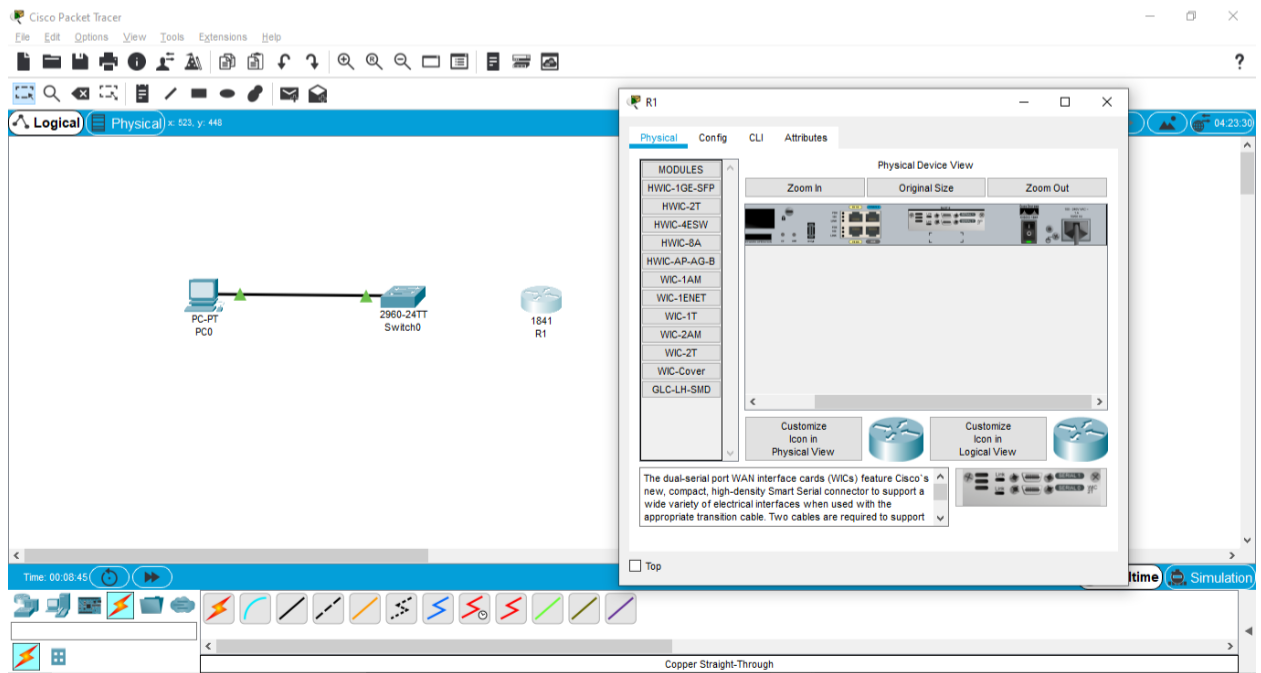 Cisco Packet Tracer
File Edit Options View Tools Extensions Help
?
Logical Physical x: 523, y: 448
04:23:30
PC-PT
PC0
2960-24TT
Switch0
1841
R1
R1
Physical Config CLI Attributes
MODULES
HWIC-1GE-SFP
HWIC-2T
HWIC-4ESW
HWIC-8A
HWIC-AP-AG-B
WIC-1AM
WIC-1ENET
WIC-1T
WIC-2AM
WIC-2T
WIC-Cover
GLC-LH-SMD
Physical Device View
Zoom In Original Size Zoom Out
Customize
Icon in
Physical View
Customize
Icon in
Logical View
The dual-serial port WAN interface cards (WICs) feature Cisco`s
new, compact, high-density Smart Serial connector to support a
wide variety of electrical interfaces when used with the
appropriate transition cable. Two cables are required to support
Top
Time: 00:08:45
ltime Simulation
Copper Straight-Through